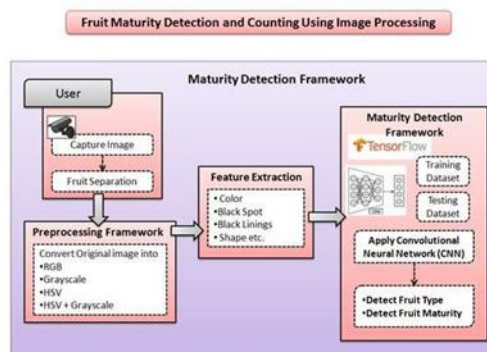 Fruit Maturity Detection and Counting Using Image Processing
Maturity Detection Framework
User
Capture Image
Fruit Separation
Preprocessing Framework
Convert Original image into
•RGB
•Grayscale
•HSV
•HSV + Grayscale
Feature Extraction
• Color
• Black Spot
•Black Linings
• Shape etc.
Maturity Detection
Framework
TensorFlow
Training
Dataset
Testing
Dataset
Apply Convolutional
Neural Network (CNN)
•Detect Fruit Type
•Detect Fruit Maturity